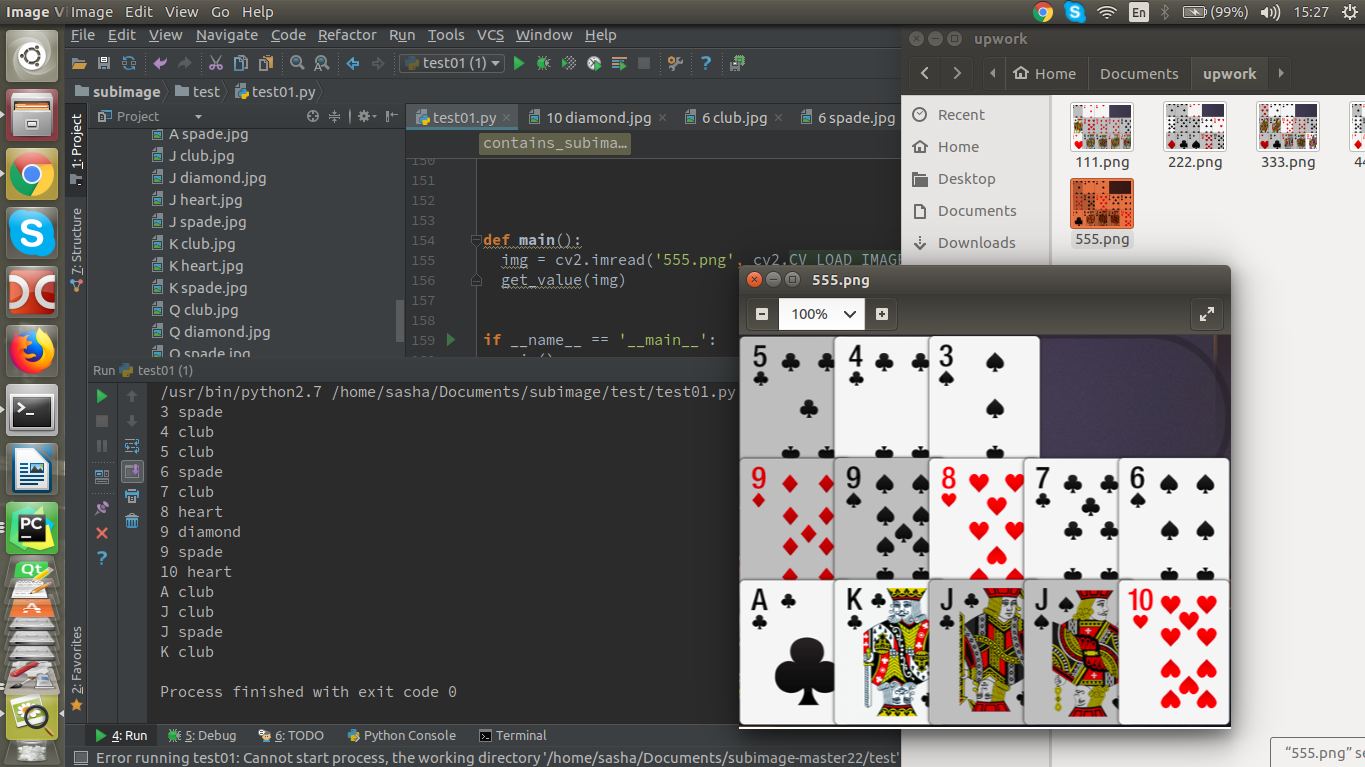 Image Vi Image Edit View Go Help
En (99%) 15:27
File Edit View Navigate Code Refactor Run Tools VCS Window Help
upwork
test01 (1)
Home Documents upwork
subimage test test01.py
1: Project
7: Structure
2: Favorites
Project
A spade.jpg
J club.jpg
J diamond.jpg
J heart.jpg
J spade.jpg
K club.jpg
K heart.jpg
K spade.jpg
Q club.jpg
Q diamond.jpg
Q spade.jpg
test01.py 10 diamond.jpg 6 club.jpg 6 spade.jpg
contains_subima...
150
151
152
153
154 def main():
155 img = cv2.imread('555.png', cv2.CV_LOAD_IMAGE
156 get_value(img)
157
158
159 if __name__ == '__main__':
Recent
Home
Desktop
Documents
Downloads
111.png 222.png 333.png 44
555.png
Run test01 (1)
/usr/bin/python2.7 /home/sasha/Documents/subimage/test/test01.py
3 spade
4 club
5 club
6 spade
7 club
8 heart
9 diamond
9 spade
10 heart
A club
J club
J spade
K club
Process finished with exit code 0
555.png
100%
5 4 3
9 9 8 7 6
A K J J 10
PC
Qt
4: Run 5: Debug 6: TODO Python Console Terminal
Error running test01: Cannot start process, the working directory '/home/sasha/Documents/subimage-master22/test'
"555.png" se